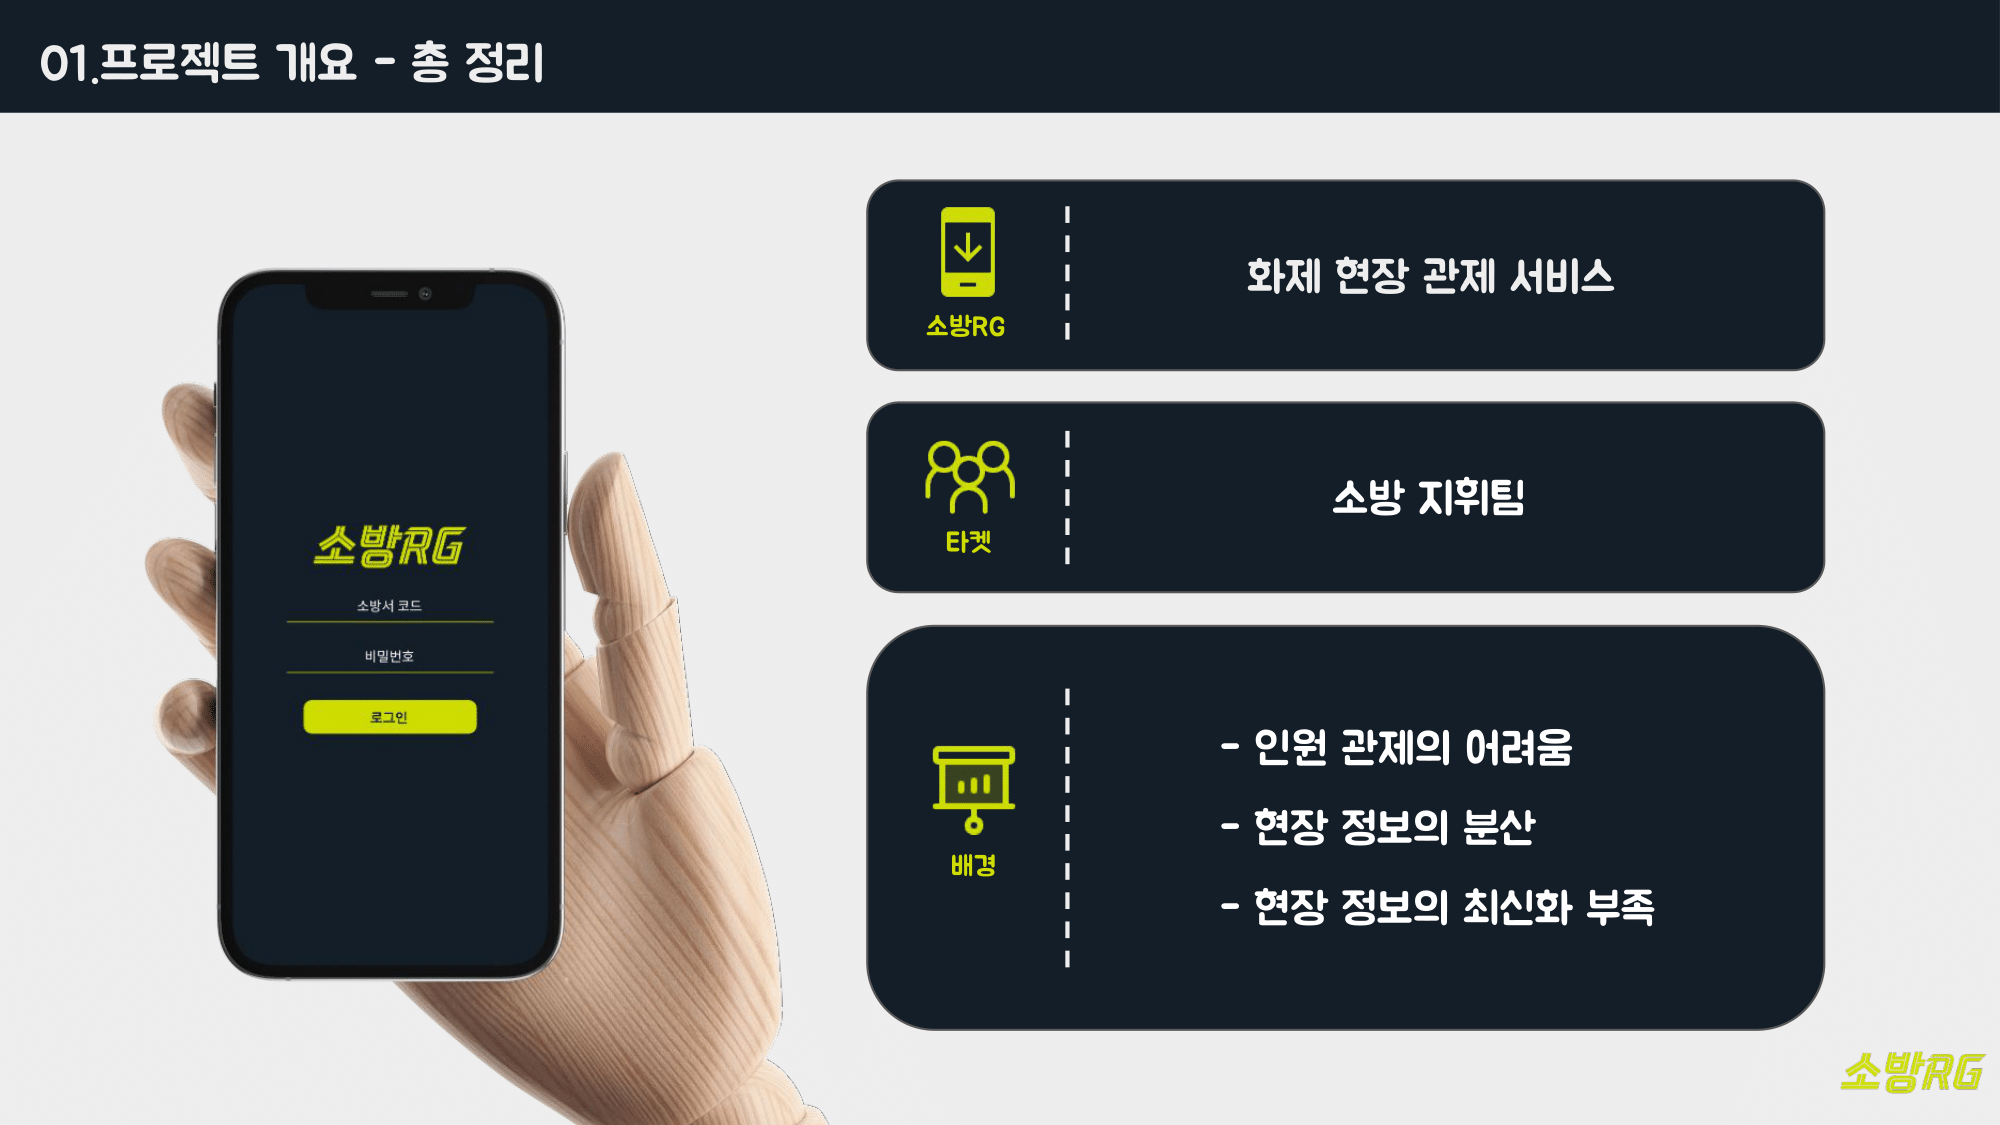 01.프로젝트 개요 - 총 정리
소방RG
소방서 코드
비밀번호
로그인
소방RG
화제 현장 관제 서비스
타켓
소방 지휘팀
배경
- 인원 관제의 어려움
- 현장 정보의 분산
- 현장 정보의 최신화 부족
소방RG